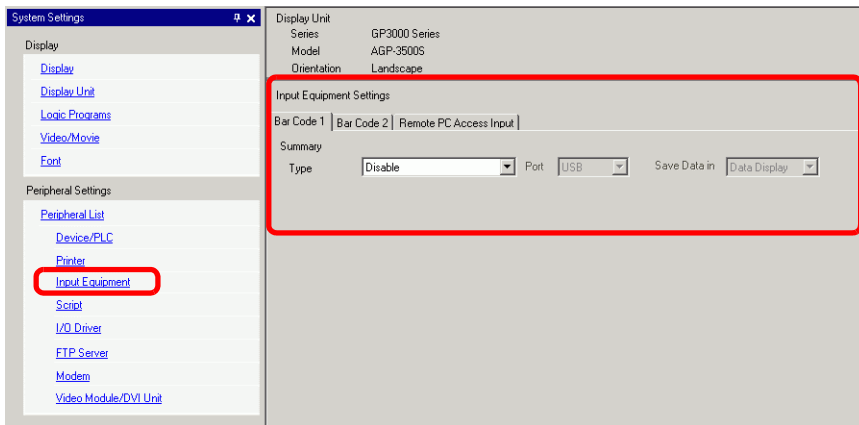 System Settings
Display
Display
Display Unit
Logic Programs
Video/Movie
Font
Peripheral Settings
Peripheral List
Device/PLC
Printer
Input Equipment
Script
I/O Driver
FTP Server
Modem
Video Module/DVI Unit
Display Unit
Series GP3000 Series
Model AGP-3500S
Orientation Landscape
Input Equipment Settings
Bar Code 1 Bar Code 2 Remote PC Access Input
Summary
Type Disable Port USB Save Data in Data Display